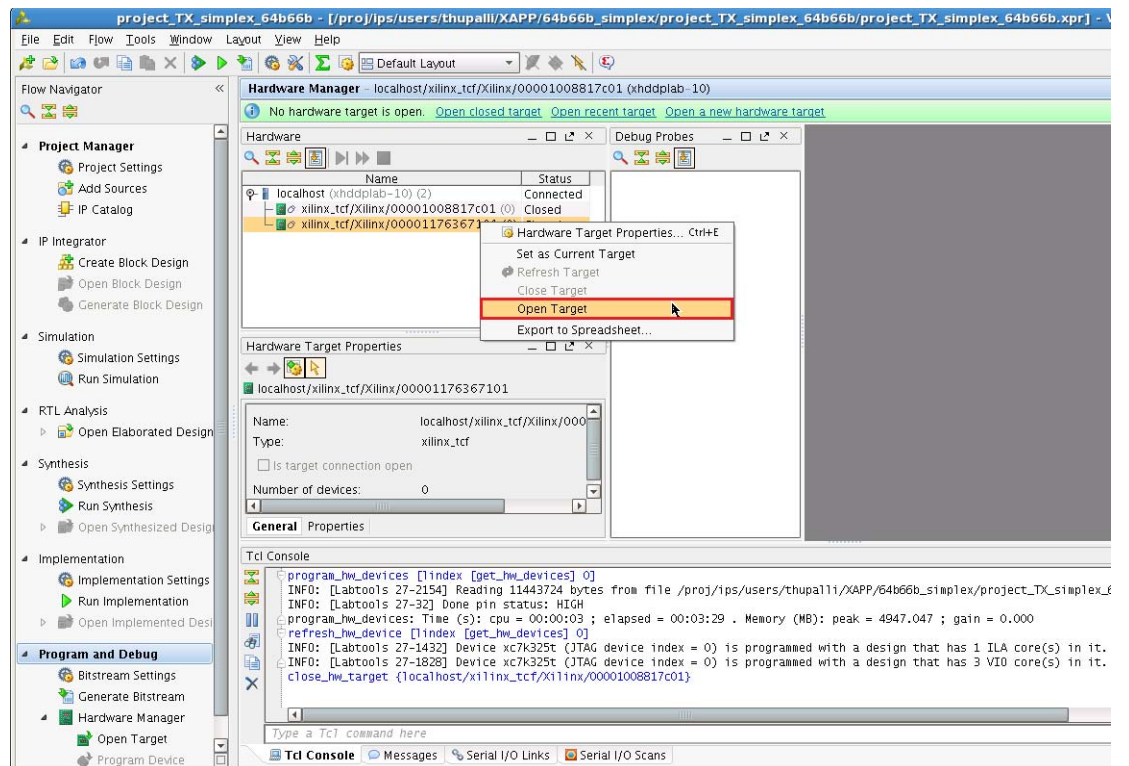 project_TX_simplex_64b66b - [/proj/ips/users/thupalli/XAPP/64b66b_simplex/project_TX_simplex_64b66b/project_TX_simplex_64b66b.xpr] - V
File Edit Flow Tools Window Layout View Help
Default Layout
Flow Navigator
Project Manager
Project Settings
Add Sources
IP Catalog
IP Integrator
Create Block Design
Open Block Design
Generate Block Design
Simulation
Simulation Settings
Run Simulation
RTL Analysis
Open Elaborated Design
Synthesis
Synthesis Settings
Run Synthesis
Open Synthesized Desig
Implementation
Implementation Settings
Run Implementation
Open Implemented Desi
Program and Debug
Bitstream Settings
Generate Bitstream
Hardware Manager
Open Target
Program Device
Hardware Manager - localhost/xilinx_tcf/Xilinx/00001008817c01 (xhddplab-10)
No hardware target is open. Open closed target Open recent target Open a new hardware target
Hardware
Name Status
localhost (xhddplab-10) (2) Connected
xilinx_tcf/Xilinx/00001008817c01 (0) Closed
xilinx_tcf/Xilinx/00001176367101
Hardware Target Properties... Ctrl+E
Set as Current Target
Refresh Target
Close Target
Open Target
Export to Spreadsheet...
Debug Probes
Hardware Target Properties
localhost/xilinx_tcf/Xilinx/00001176367101
Name: localhost/xilinx_tcf/Xilinx/000
Type: xilinx_tcf
Is target connection open
Number of devices: 0
General Properties
Tcl Console
program_hw_devices [lindex [get_hw_devices] 0]
INFO: [Labtools 27-2154] Reading 11443724 bytes from file /proj/ips/users/thupalli/XAPP/64b66b_simplex/project_TX_simplex_6
INFO: [Labtools 27-32] Done pin status: HIGH
program_hw_devices: Time (s): cpu = 00:00:03 ; elapsed = 00:03:29 . Memory (MB): peak = 4947.047 ; gain = 0.000
refresh_hw_device [lindex [get_hw_devices] 0]
INFO: [Labtools 27-1432] Device xc7k325t (JTAG device index = 0) is programmed with a design that has 1 ILA core(s) in it.
INFO: [Labtools 27-1828] Device xc7k325t (JTAG device index = 0) is programmed with a design that has 3 VIO core(s) in it.
close_hw_target {localhost/xilinx_tcf/Xilinx/00001008817c01}
Type a Tcl command here
Tcl Console Messages Serial I/O Links Serial I/O Scans